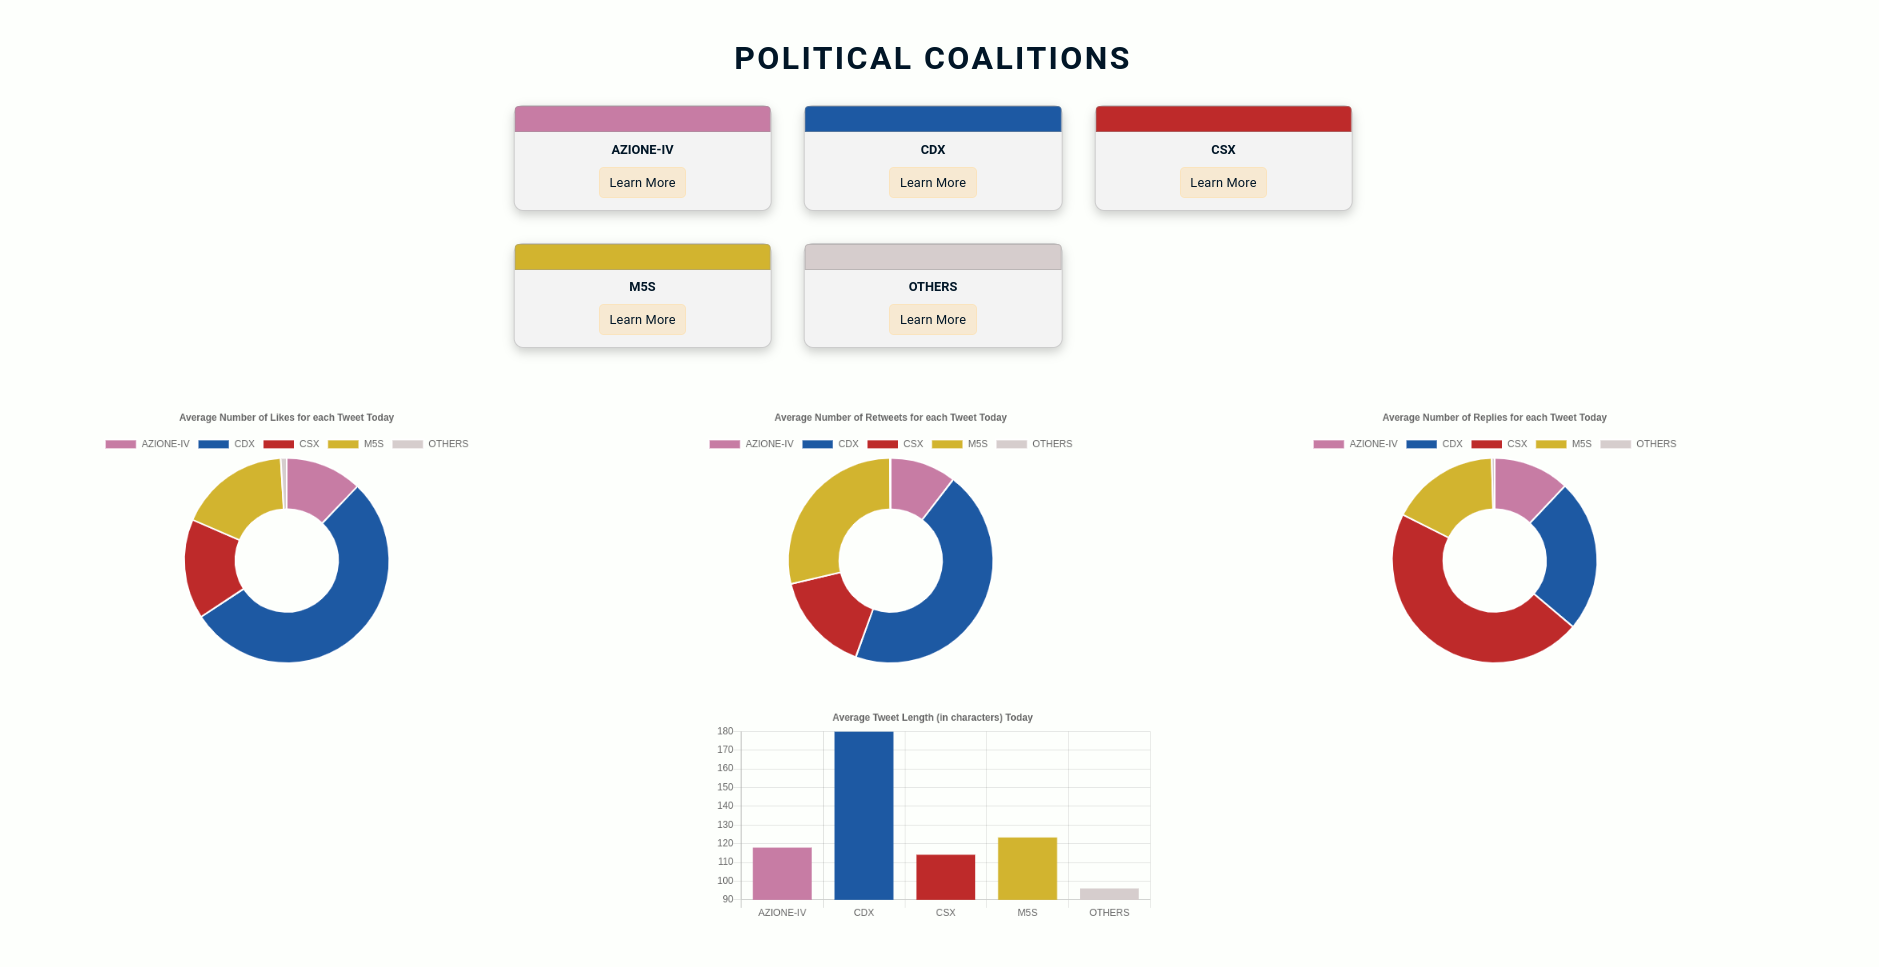 POLITICAL COALITIONS
AZIONE-IV
Learn More
CDX
Learn More
CSX
Learn More
M5S
Learn More
OTHERS
Learn More
Average Number of Likes for each Tweet Today
AZIONE-IV CDX CSX M5S OTHERS
Average Number of Retweets for each Tweet Today
AZIONE-IV CDX CSX M5S OTHERS
Average Number of Replies for each Tweet Today
AZIONE-IV CDX CSX M5S OTHERS
Average Tweet Length (in characters) Today
180
170
160
150
140
130
120
110
100
90
AZIONE-IV CDX CSX M5S OTHERS